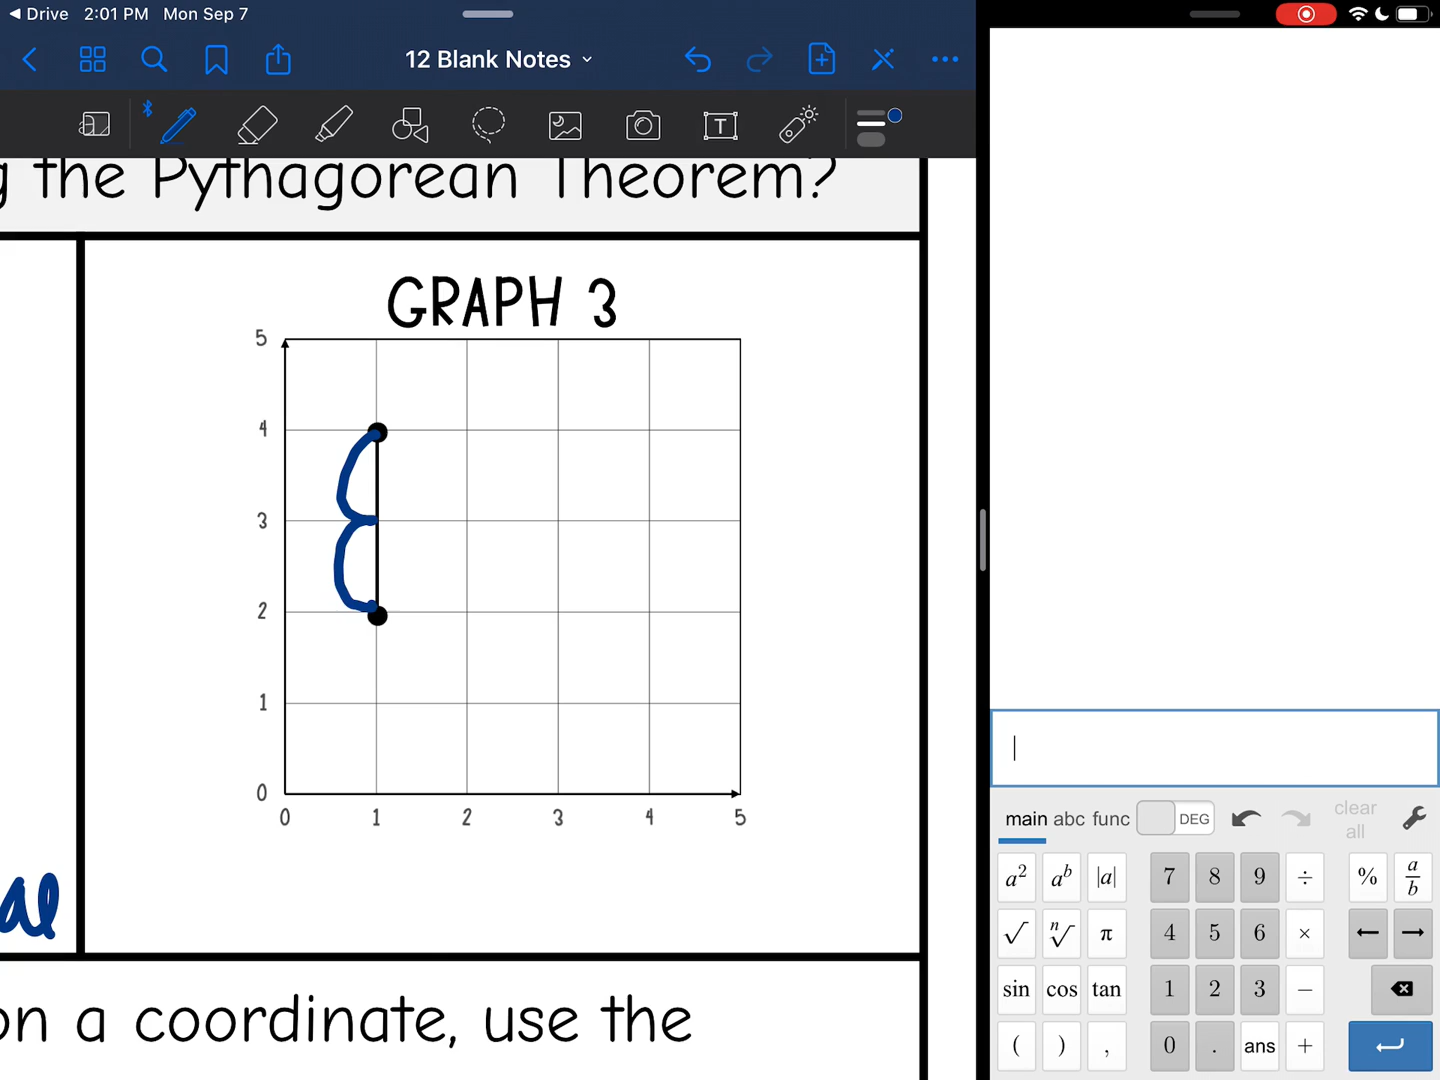 Drive 2:01 PM Mon Sep 7
12 Blank Notes
T
the Pythagorean Theorem?
GRAPH 3
5
4
3
2
1
0
0 1 2 3 4 5
on a coordinate, use the
main abc func DEG clear all
a² aᵇ |a| 7 8 9 ÷ % a/b
√ ⁿ√ π 4 5 6 × ← →
sin cos tan 1 2 3 −
( ) , 0 . ans +